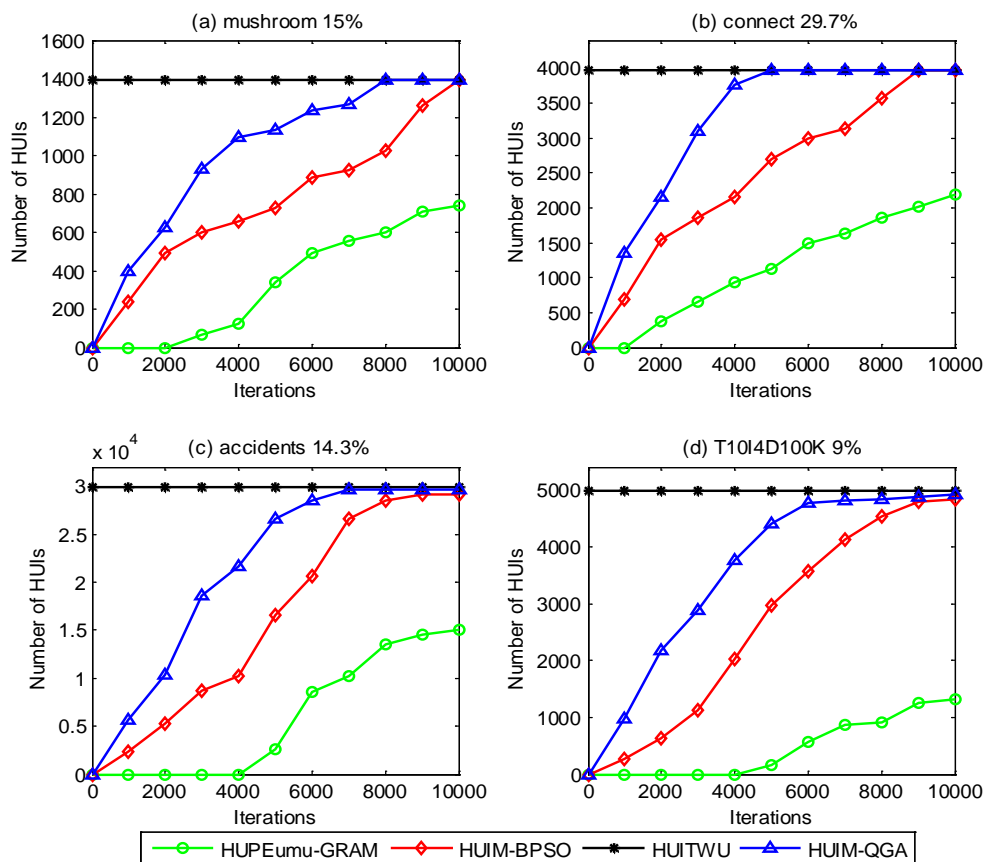 (a) mushroom 15%
1600
1400
1200
1000
800
600
400
200
0
Number of HUIs
0 2000 4000 6000 8000 10000
Iterations
(b) connect 29.7%
4000
3500
3000
2500
2000
1500
1000
500
0
Number of HUIs
0 2000 4000 6000 8000 10000
Iterations
(c) accidents 14.3%
x 10^4
3
2.5
2
1.5
1
0.5
0
Number of HUIs
0 2000 4000 6000 8000 10000
Iterations
(d) T10I4D100K 9%
5000
4000
3000
2000
1000
0
Number of HUIs
0 2000 4000 6000 8000 10000
Iterations
HUPEumu-GRAM HUIM-BPSO HUITWU HUIM-QGA